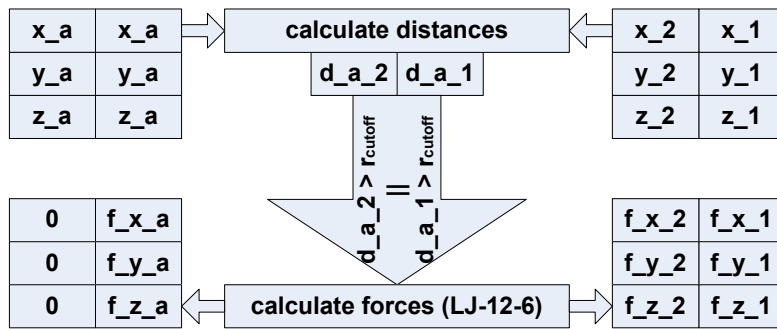 x_a x_a calculate distances x_2 x_1
y_a y_a d_a_2 d_a_1 y_2 y_1
z_a z_a z_2 z_1
d_a_2 > rcutoff
=
d_a_1 > rcutoff
0 f_x_a f_x_2 f_x_1
0 f_y_a f_y_2 f_y_1
0 f_z_a calculate forces (LJ-12-6) f_z_2 f_z_1